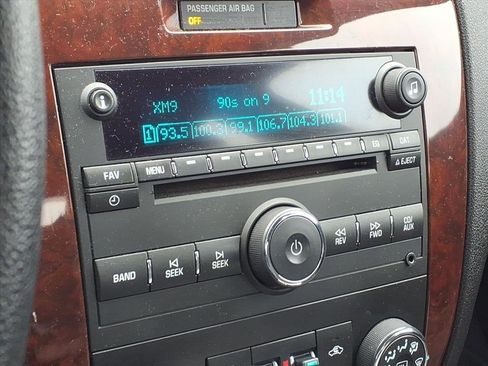 PASSENGER AIR BAG
OFF
XM9 90s on 9 11:14
1 93.5 100.3 99.1 106.7 104.3 101.1
FAV MENU EQ CAT
EJECT
BAND SEEK SEEK REV FWD CD/AUX